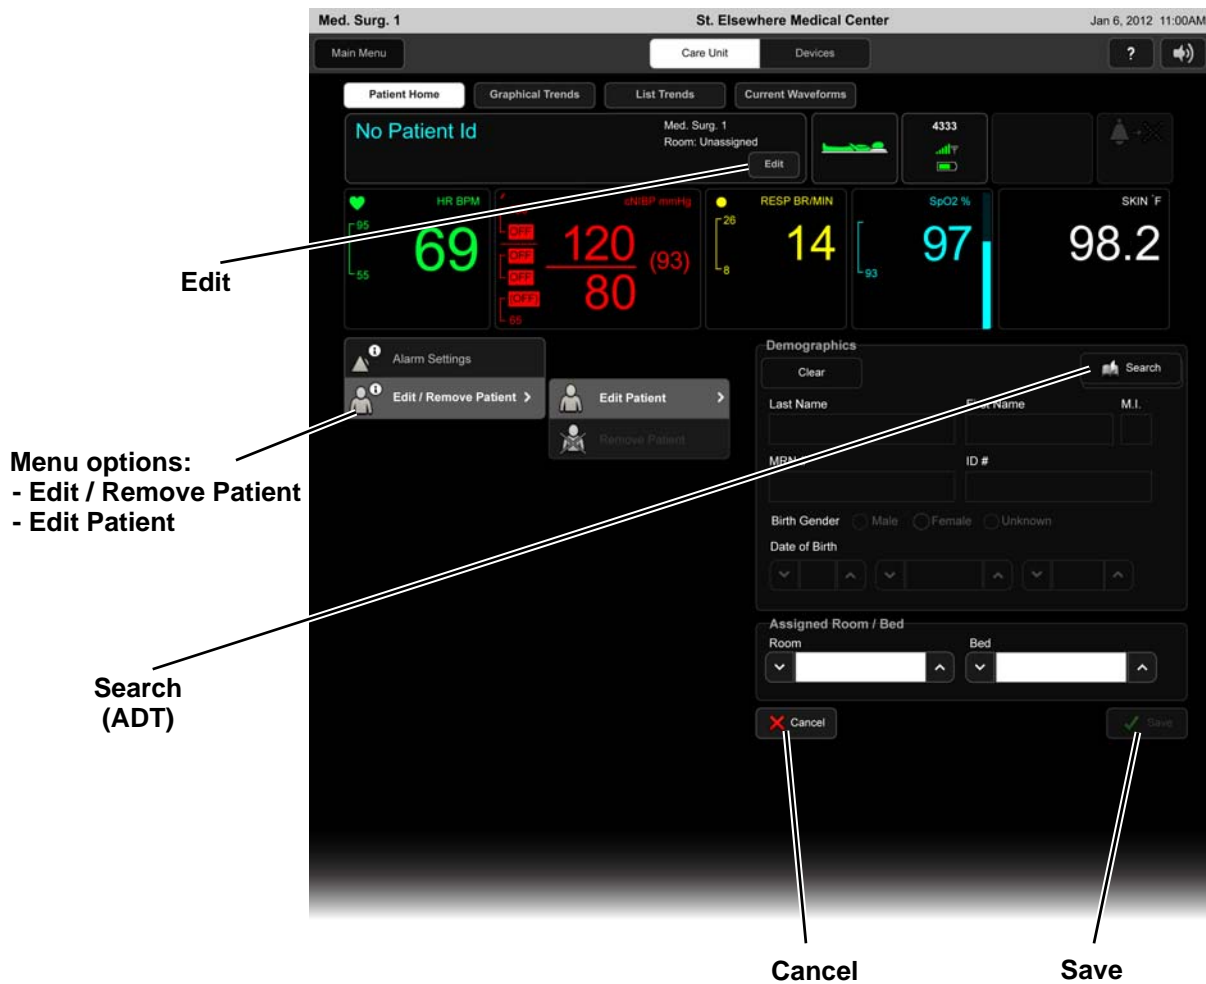 Med. Surg. 1 St. Elsewhere Medical Center Jan 6, 2012 11:00AM
Main Menu Care Unit Devices ?
Patient Home Graphical Trends List Trends Current Waveforms
No Patient Id Med. Surg. 1 4333
Room: Unassigned
Edit
HR BPM cNIBP mmHg RESP BR/MIN SpO2 % SKIN °F
95 OFF 26
69 OFF 120 (93) 14 97 98.2
55 OFF 80 8 93
(OFF)
65
Edit
Alarm Settings
Edit / Remove Patient > Edit Patient >
Remove Patient
Demographics
Clear Search
Last Name First Name M.I.
MRN # ID #
Birth Gender Male Female Unknown
Date of Birth
Menu options:
- Edit / Remove Patient
- Edit Patient
Assigned Room / Bed
Room Bed
Search
(ADT)
Cancel Save
Cancel Save